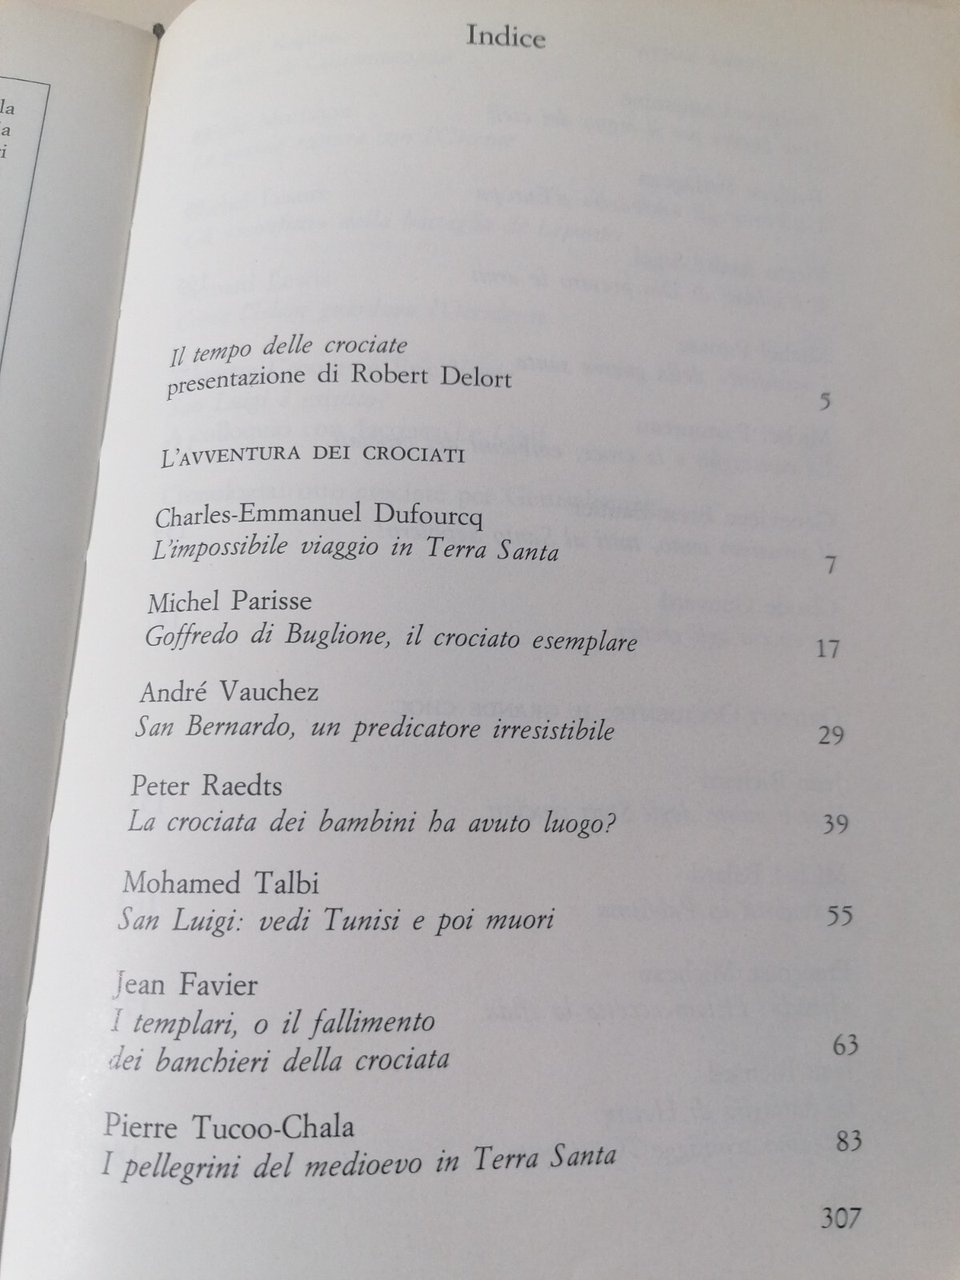 la
a
ri
Indice
Il tempo delle crociate
presentazione di Robert Delort
5
L'AVVENTURA DEI CROCIATI
Charles-Emmanuel Dufourcq
L'impossibile viaggio in Terra Santa
7
Michel Parisse
Goffredo di Buglione, il crociato esemplare
17
André Vauchez
San Bernardo, un predicatore irresistibile
29
Peter Raedts
La crociata dei bambini ha avuto luogo?
39
Mohamed Talbi
San Luigi: vedi Tunisi e poi muori
55
Jean Favier
I templari, o il fallimento
dei banchieri della crociata
63
Pierre Tucoo-Chala
I pellegrini del medioevo in Terra Santa
83
307